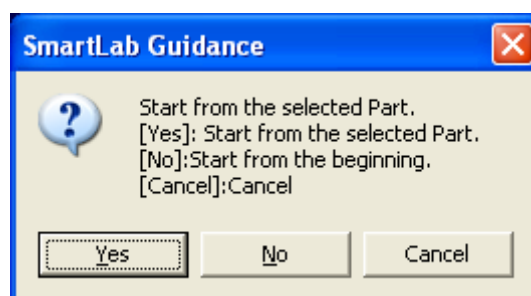 SmartLab Guidance
Start from the selected Part.
[Yes]: Start from the selected Part.
[No]:Start from the beginning.
[Cancel]:Cancel
Yes No Cancel